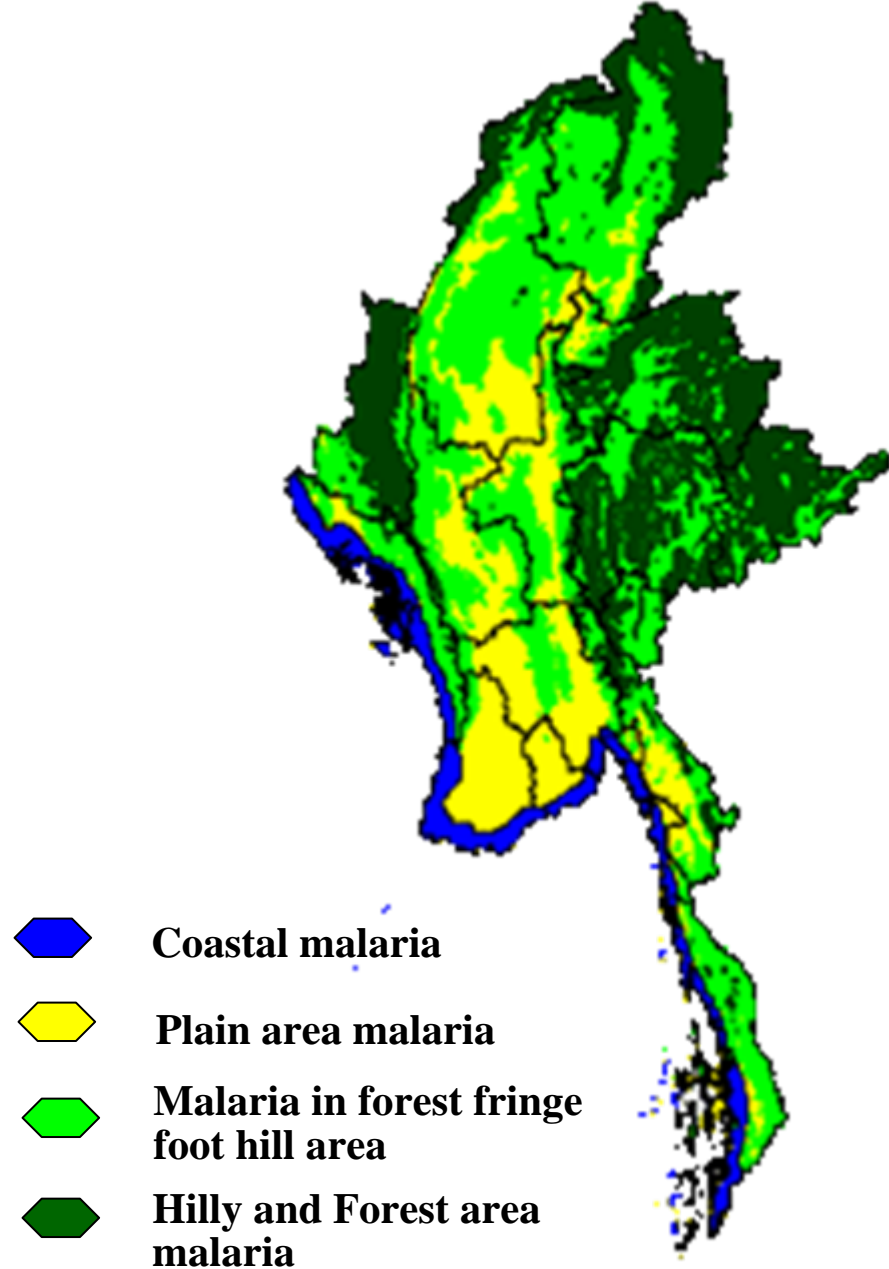 Coastal malaria
Plain area malaria
Malaria in forest fringe
foot hill area
Hilly and Forest area
malaria